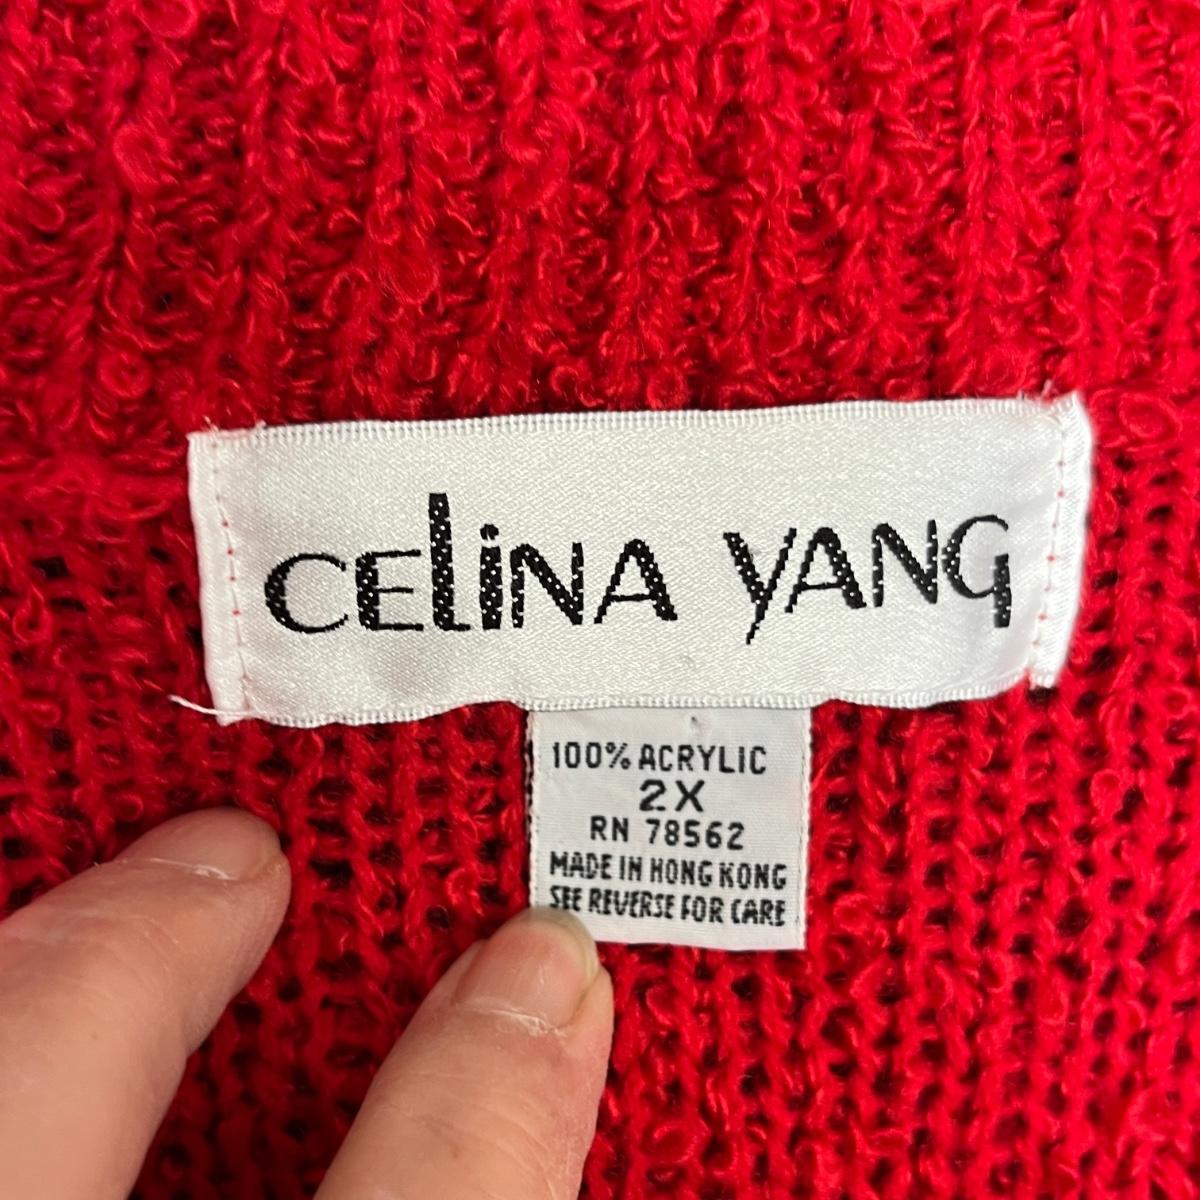 CEliNA YANG
100% ACRYLIC
2X
RN 78562
MADE IN HONG KONG
SEE REVERSE FOR CARE